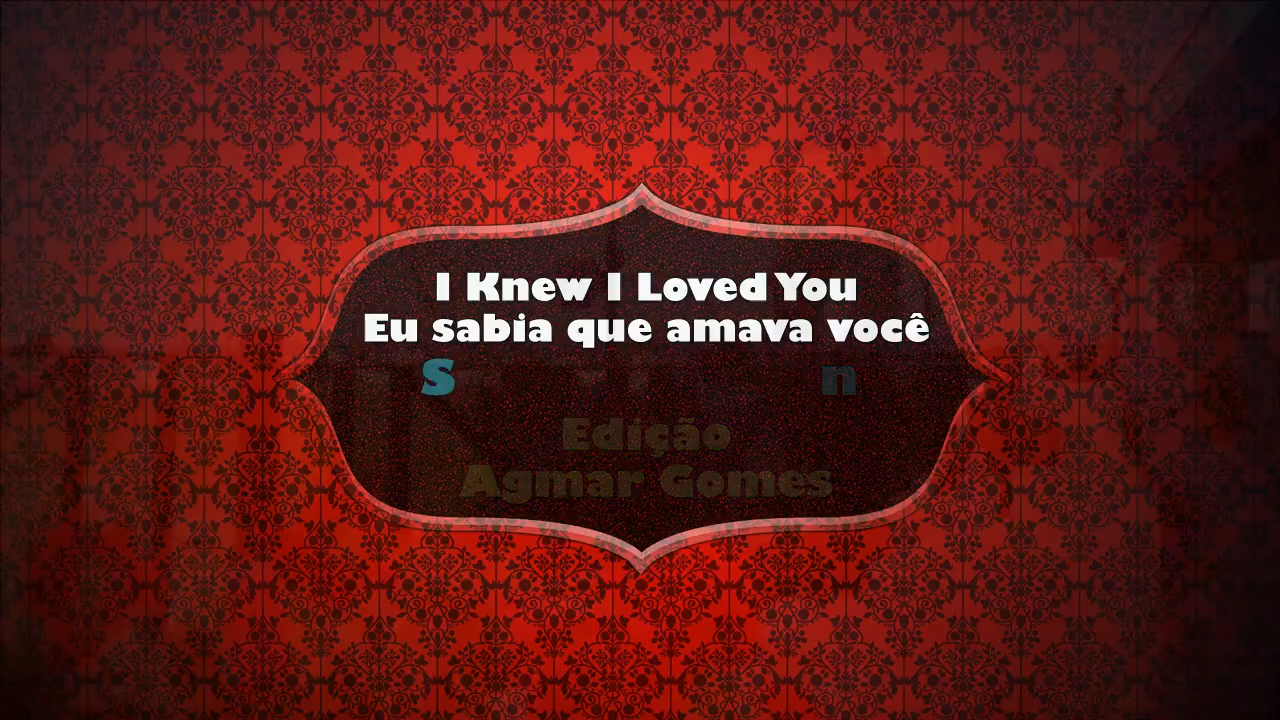 I Knew I Loved You
Eu sabia que amava você
S n
Edição
Agmar Gomes